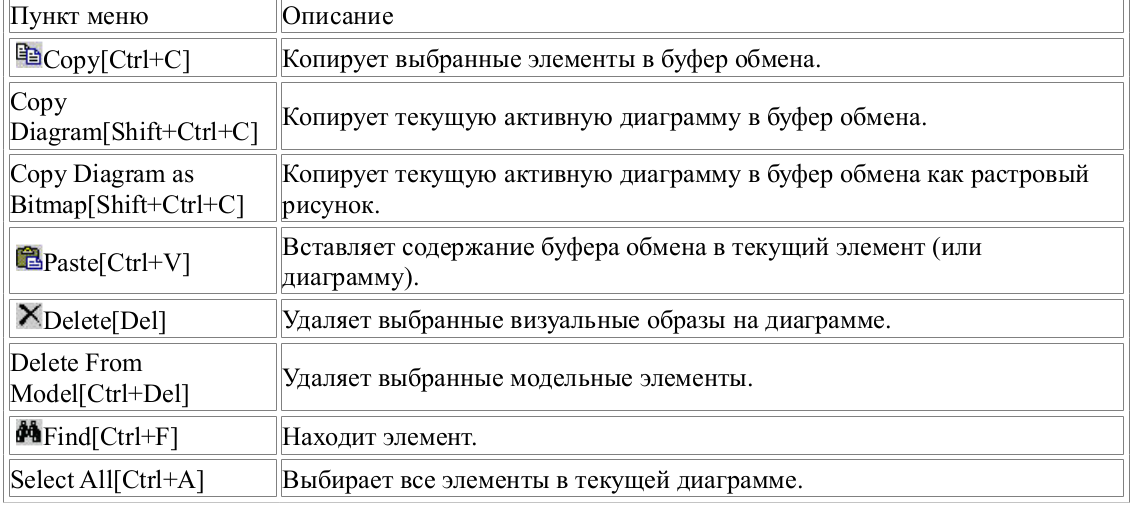 Пункт меню
Описание
Copy[Ctrl+C]
Копирует выбранные элементы в буфер обмена.
Copy
Diagram[Shift+Ctrl+C]
Копирует текущую активную диаграмму в буфер обмена.
Copy Diagram as
Bitmap[Shift+Ctrl+C]
Копирует текущую активную диаграмму в буфер обмена как растровый
рисунок.
Paste[Ctrl+V]
Вставляет содержание буфера обмена в текущий элемент (или
диаграмму).
Delete[Del]
Удаляет выбранные визуальные образы на диаграмме.
Delete From
Model[Ctrl+Del]
Удаляет выбранные модельные элементы.
Find[Ctrl+F]
Находит элемент.
Select All[Ctrl+A]
Выбирает все элементы в текущей диаграмме.